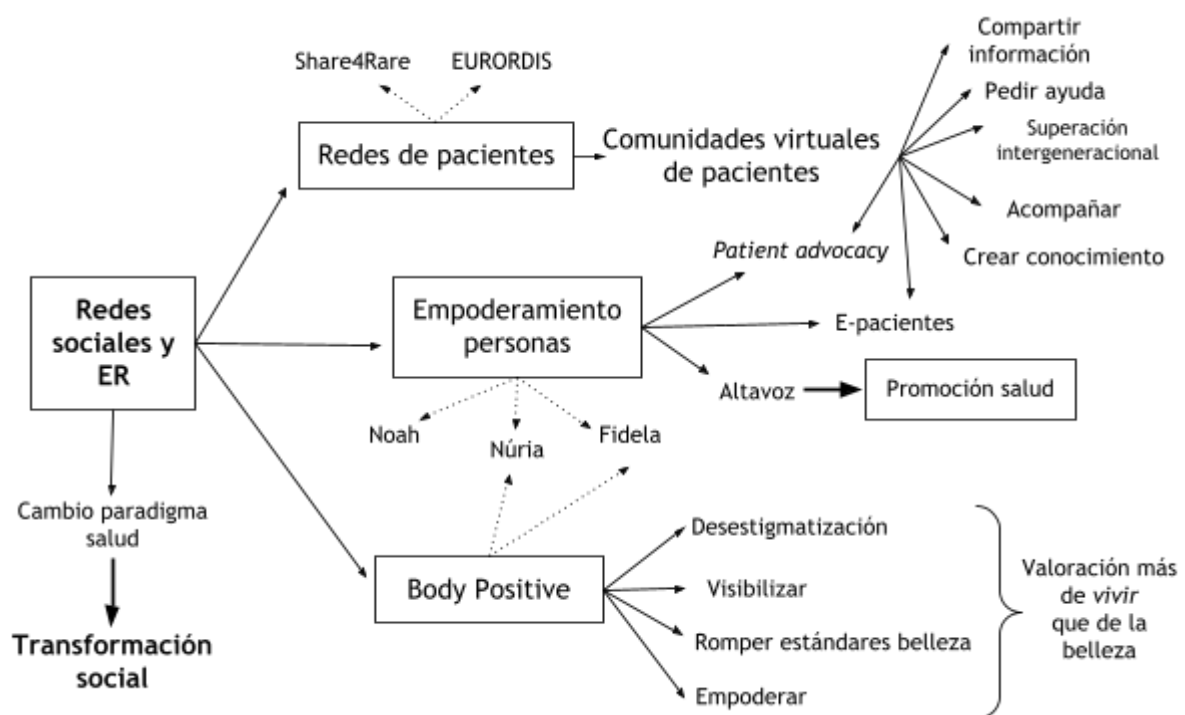 Compartir
información
Share4Rare
EURORDIS
Pedir ayuda
Redes de pacientes
Comunidades virtuales
de pacientes
Superación
intergeneracional
Acompañar
Patient advocacy
Crear conocimiento
Redes
sociales y
ER
Empoderamiento
personas
E-pacientes
Altavoz
Promoción salud
Noah
Núria
Fidela
Cambio paradigma
salud
Transformación
social
Body Positive
Desestigmatización
Visibilizar
Romper estándares belleza
Empoderar
Valoración más
de vivir
que de la
belleza